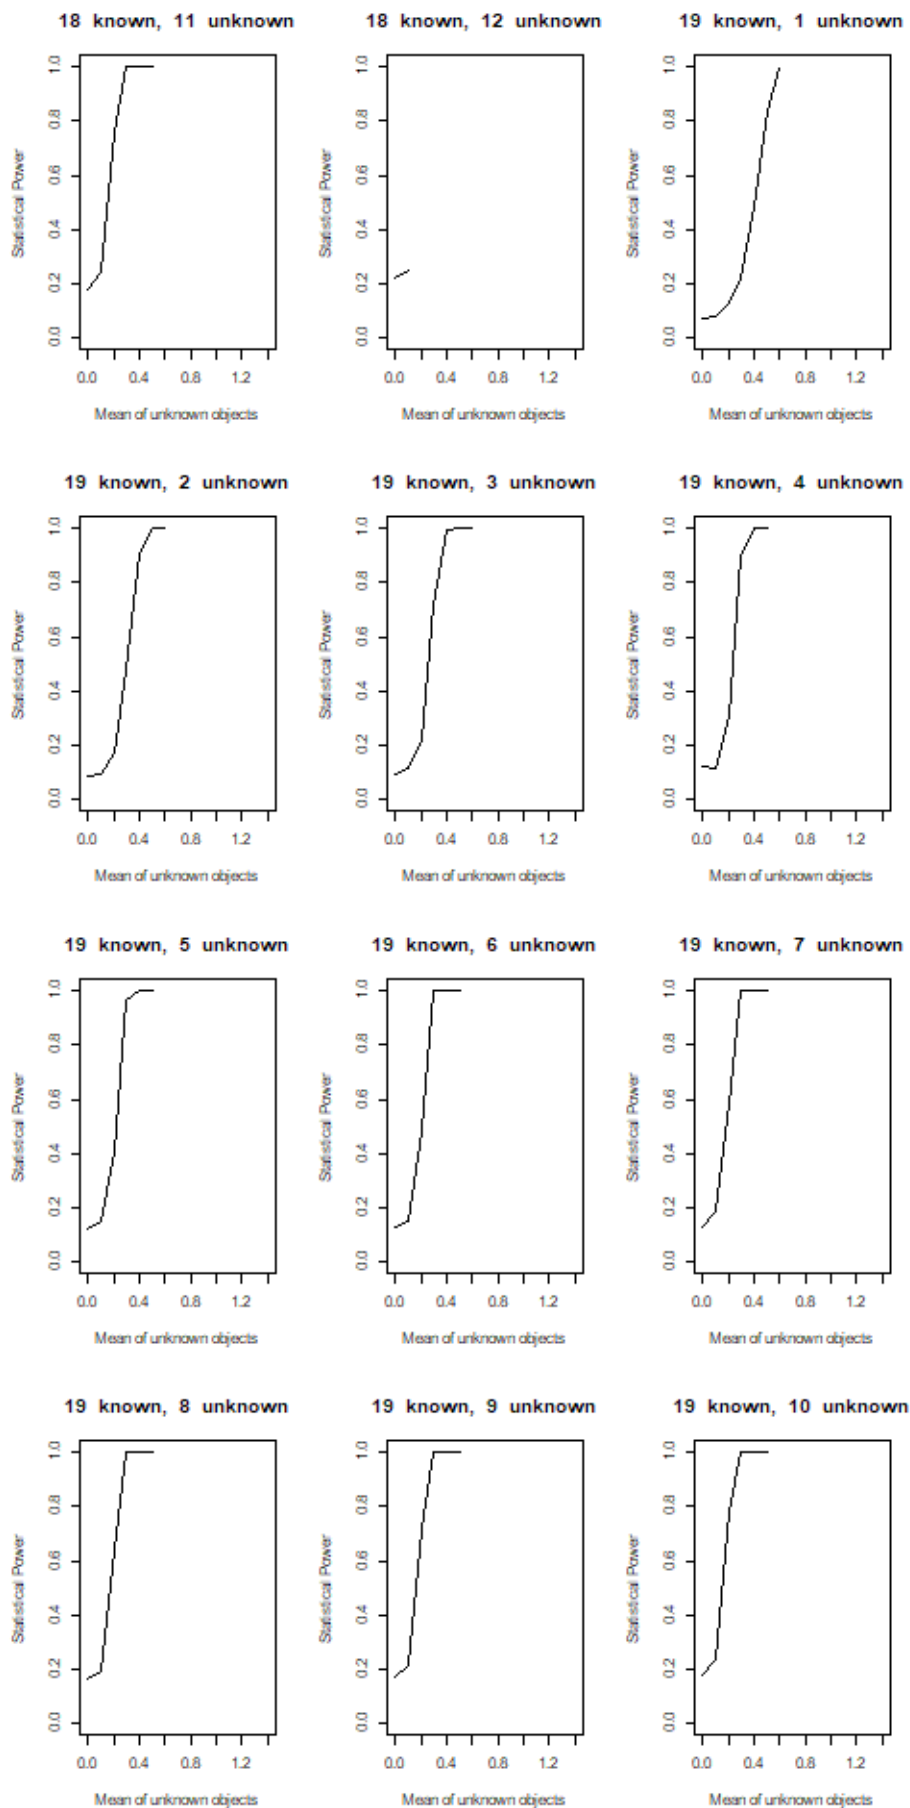 18 known, 11 unknown
Statistical Power
1.0
0.8
0.6
0.4
0.2
0.0
0.0 0.4 0.8 1.2
Mean of unknown objects
18 known, 12 unknown
Statistical Power
1.0
0.8
0.6
0.4
0.2
0.0
0.0 0.4 0.8 1.2
Mean of unknown objects
19 known, 1 unknown
Statistical Power
1.0
0.8
0.6
0.4
0.2
0.0
0.0 0.4 0.8 1.2
Mean of unknown objects
19 known, 2 unknown
Statistical Power
1.0
0.8
0.6
0.4
0.2
0.0
0.0 0.4 0.8 1.2
Mean of unknown objects
19 known, 3 unknown
Statistical Power
1.0
0.8
0.6
0.4
0.2
0.0
0.0 0.4 0.8 1.2
Mean of unknown objects
19 known, 4 unknown
Statistical Power
1.0
0.8
0.6
0.4
0.2
0.0
0.0 0.4 0.8 1.2
Mean of unknown objects
19 known, 5 unknown
Statistical Power
1.0
0.8
0.6
0.4
0.2
0.0
0.0 0.4 0.8 1.2
Mean of unknown objects
19 known, 6 unknown
Statistical Power
1.0
0.8
0.6
0.4
0.2
0.0
0.0 0.4 0.8 1.2
Mean of unknown objects
19 known, 7 unknown
Statistical Power
1.0
0.8
0.6
0.4
0.2
0.0
0.0 0.4 0.8 1.2
Mean of unknown objects
19 known, 8 unknown
Statistical Power
1.0
0.8
0.6
0.4
0.2
0.0
0.0 0.4 0.8 1.2
Mean of unknown objects
19 known, 9 unknown
Statistical Power
1.0
0.8
0.6
0.4
0.2
0.0
0.0 0.4 0.8 1.2
Mean of unknown objects
19 known, 10 unknown
Statistical Power
1.0
0.8
0.6
0.4
0.2
0.0
0.0 0.4 0.8 1.2
Mean of unknown objects